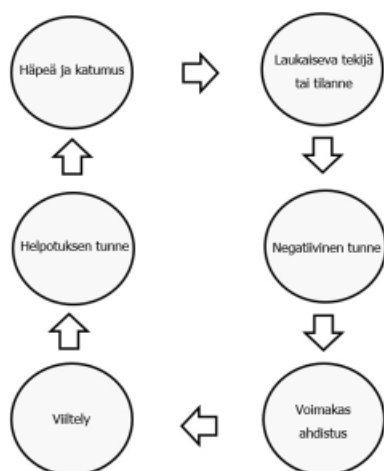 Häpeä ja katumus
Laukaiseva tekijä
tai tilanne
Helpotuksen tunne
Negatiivinen tunne
Viiltely
Voimakas
ahdistus